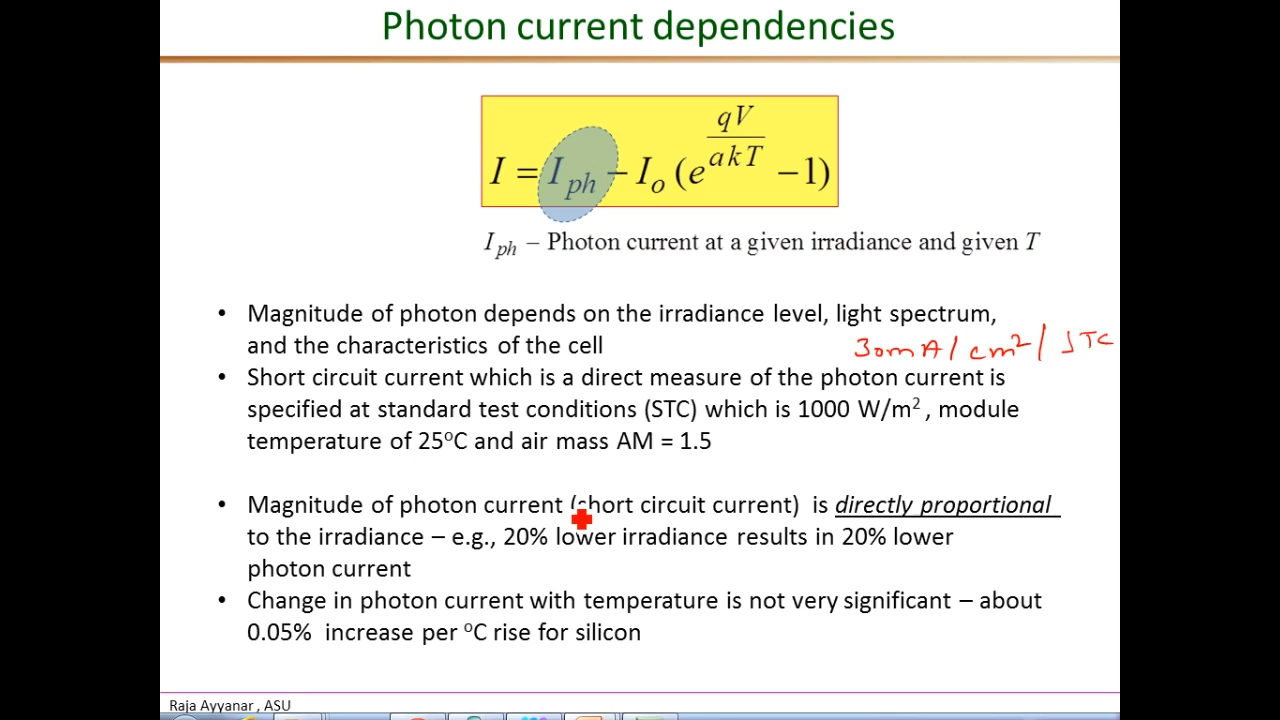 Photon current dependencies
I = I_ph − I_o (e^{qV/akT} − 1)
I_ph – Photon current at a given irradiance and given T
• Magnitude of photon depends on the irradiance level, light spectrum,
and the characteristics of the cell
30mA/cm²/STC
• Short circuit current which is a direct measure of the photon current is
specified at standard test conditions (STC) which is 1000 W/m², module
temperature of 25°C and air mass AM = 1.5
• Magnitude of photon current (short circuit current) is directly proportional
to the irradiance – e.g., 20% lower irradiance results in 20% lower
photon current
• Change in photon current with temperature is not very significant – about
0.05% increase per °C rise for silicon
Raja Ayyanar , ASU